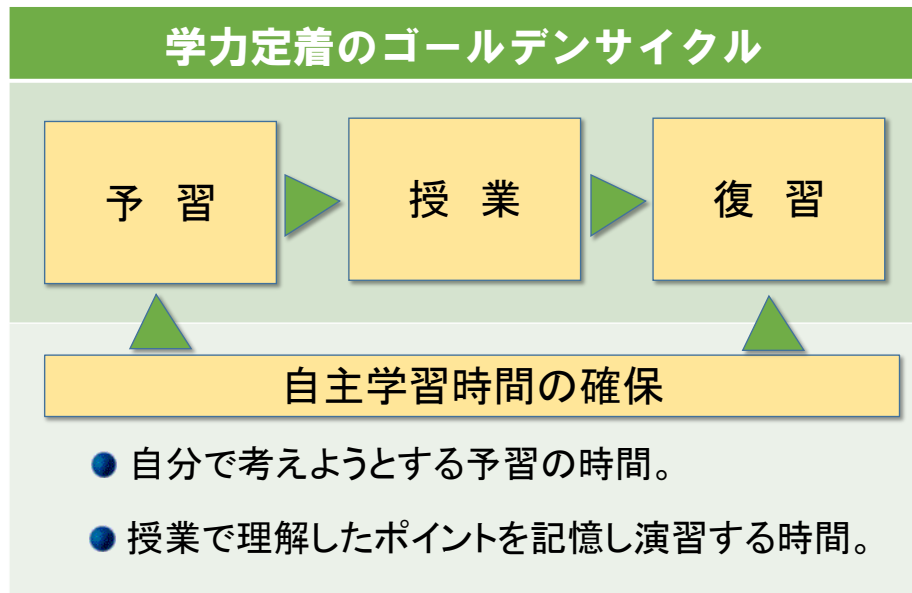 学力定着のゴールデンサイクル
予 習
授 業
復 習
自主学習時間の確保
自分で考えようとする予習の時間。
授業で理解したポイントを記憶し演習する時間。